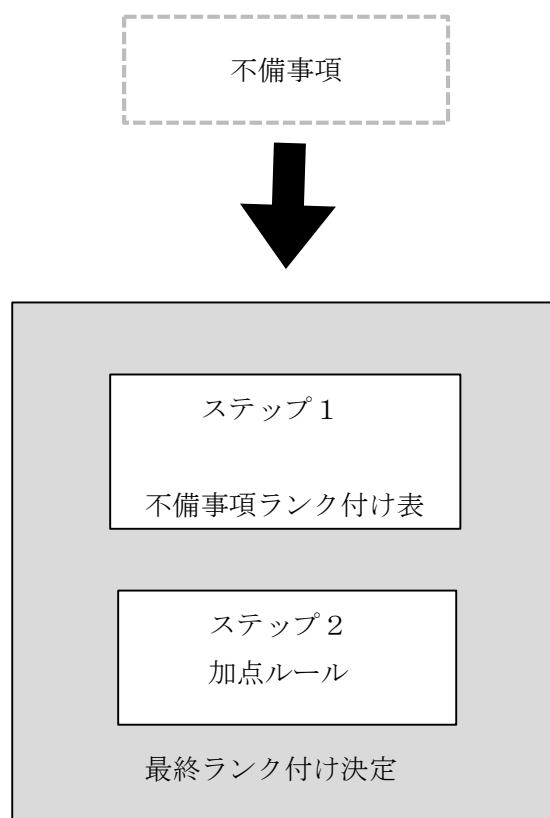 不備事項
ステップ１
不備事項ランク付け表
ステップ２
加点ルール
最終ランク付け決定